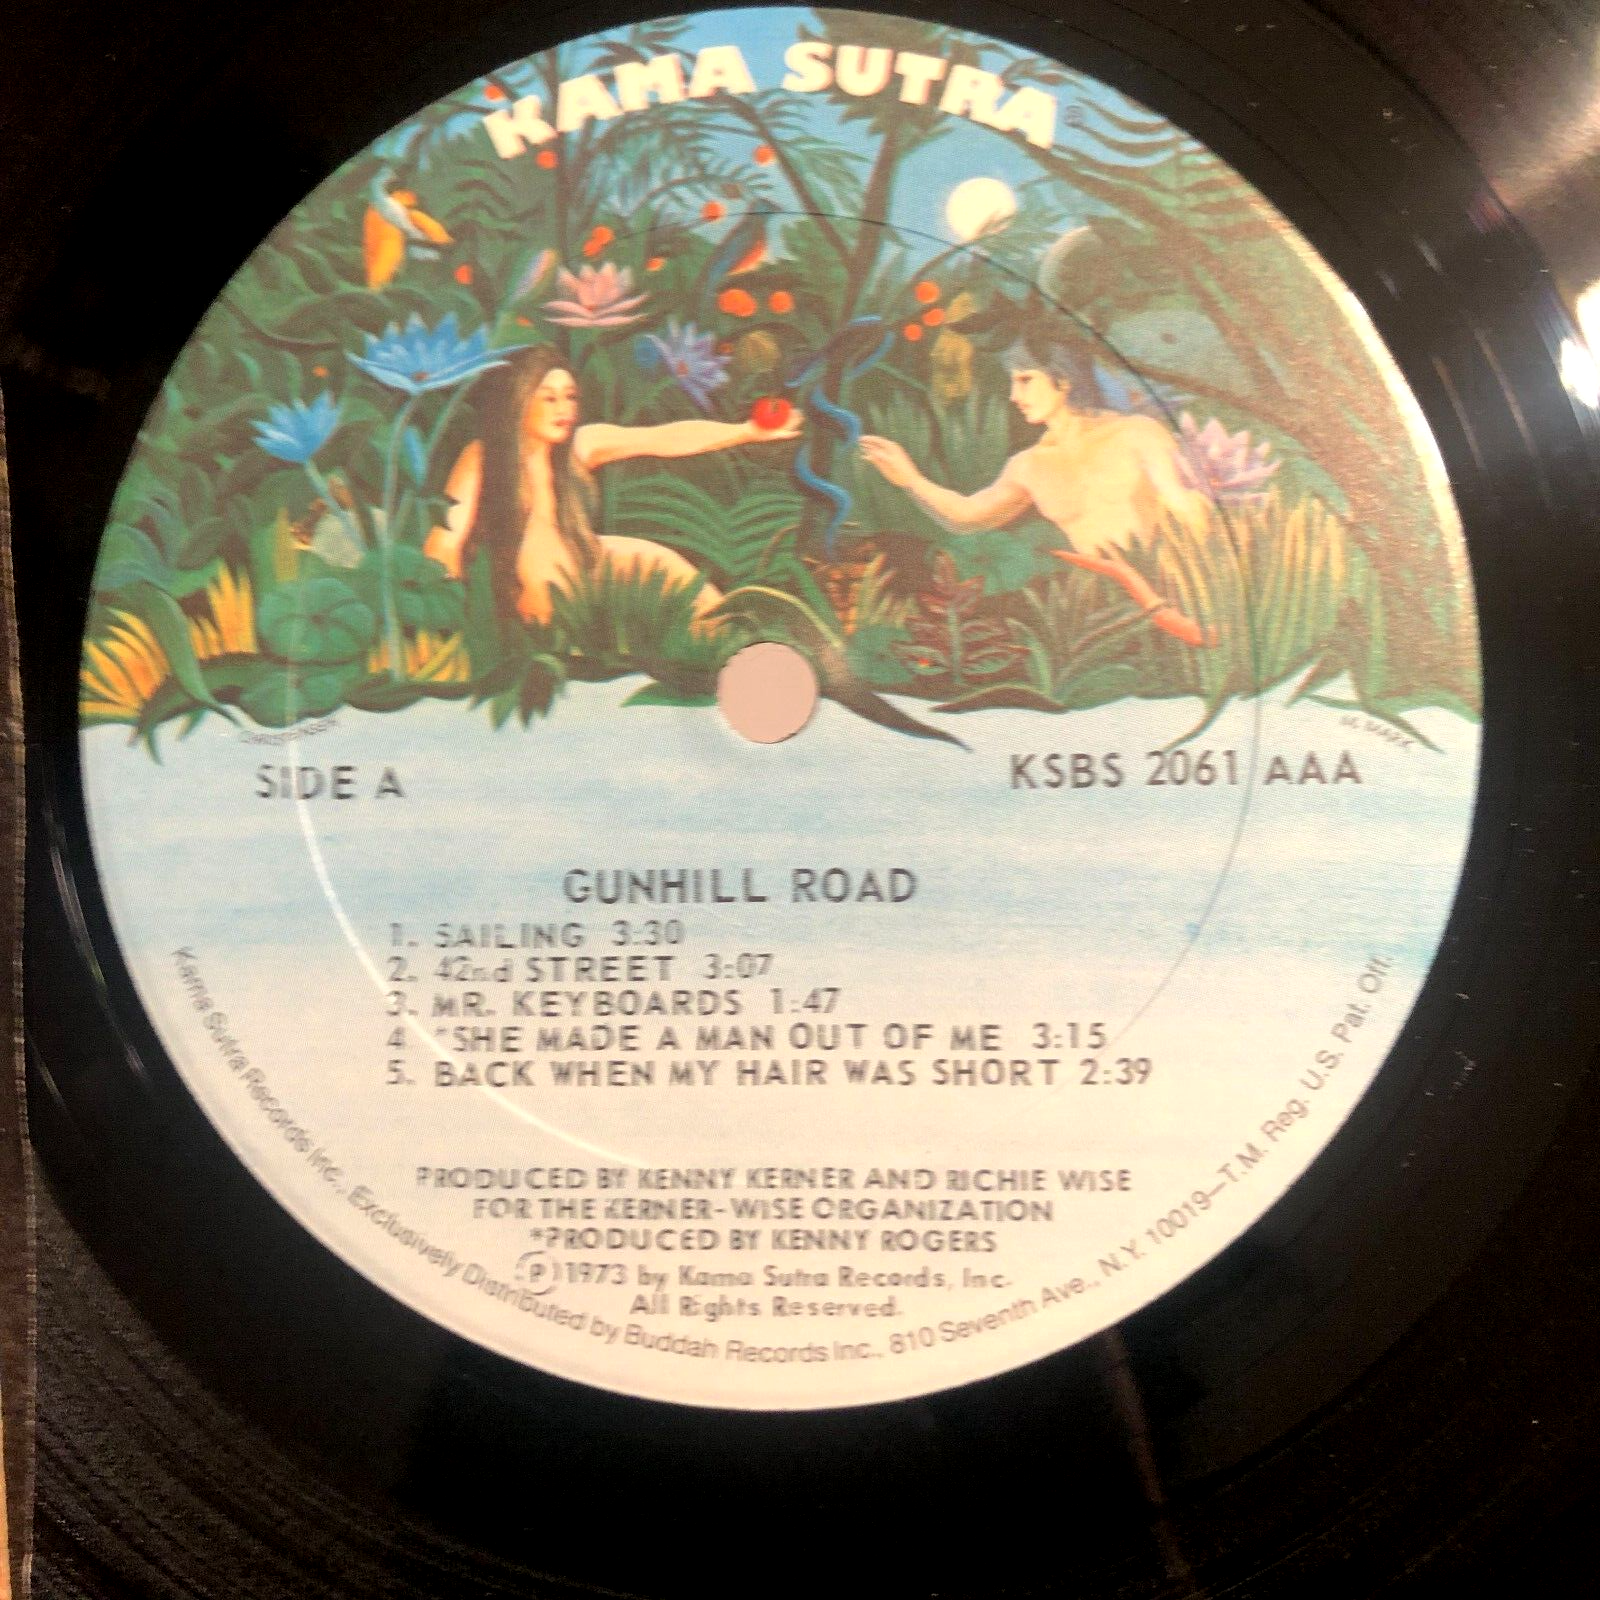 KAMA SUTRA
®
CHRISTENSEN
M. MARK
SIDE A
KSBS 2061 AAA
GUNHILL ROAD
1. SAILING 3:30
2. 42nd STREET 3:07
3. MR. KEYBOARDS 1:47
4. *SHE MADE A MAN OUT OF ME 3:15
5. BACK WHEN MY HAIR WAS SHORT 2:39
PRODUCED BY KENNY KERNER AND RICHIE WISE
FOR THE KERNER-WISE ORGANIZATION
*PRODUCED BY KENNY ROGERS
Ⓟ1973 by Kama Sutra Records, Inc.
All Rights Reserved.
Kama Sutra Records Inc., Exclusively Distributed by Buddah Records Inc., 810 Seventh Ave., N.Y. 10019—T.M. Reg. U.S. Pat. Off.